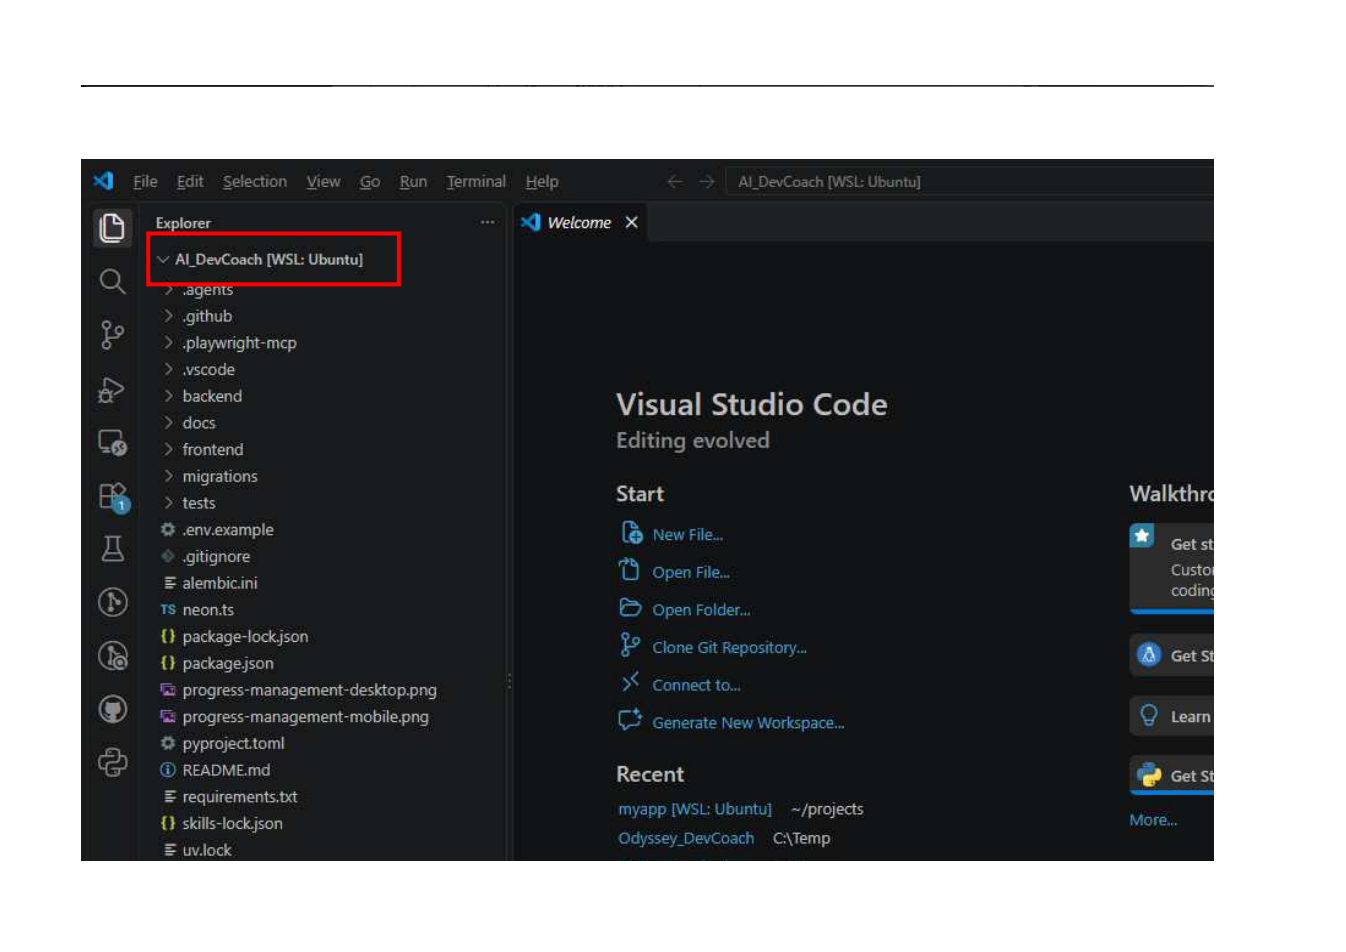 File Edit Selection View Go Run Terminal Help
AI_DevCoach [WSL: Ubuntu]
Explorer
Welcome
AI_DevCoach [WSL: Ubuntu]
.agents
.github
.playwright-mcp
.vscode
backend
docs
frontend
migrations
tests
.env.example
.gitignore
alembic.ini
TS neon.ts
{} package-lock.json
{} package.json
progress-management-desktop.png
progress-management-mobile.png
pyproject.toml
README.md
requirements.txt
{} skills-lock.json
uv.lock
1
Visual Studio Code
Editing evolved
Start
New File...
Open File...
Open Folder...
Clone Git Repository...
Connect to...
Generate New Workspace...
Recent
myapp [WSL: Ubuntu] ~/projects
Odyssey_DevCoach C:\Temp
Walkthro
Get st
Custo
coding
Get St
Learn
Get St
More...